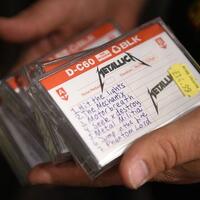 D-C60 BLK
METALLICA
METALLICA
A
1 Hit the lights
2 The Mechanix
3 Motorbreath
4 Seek & destroy
5 Metal Militia
6 Jump in the fire
7 Phantom Lord